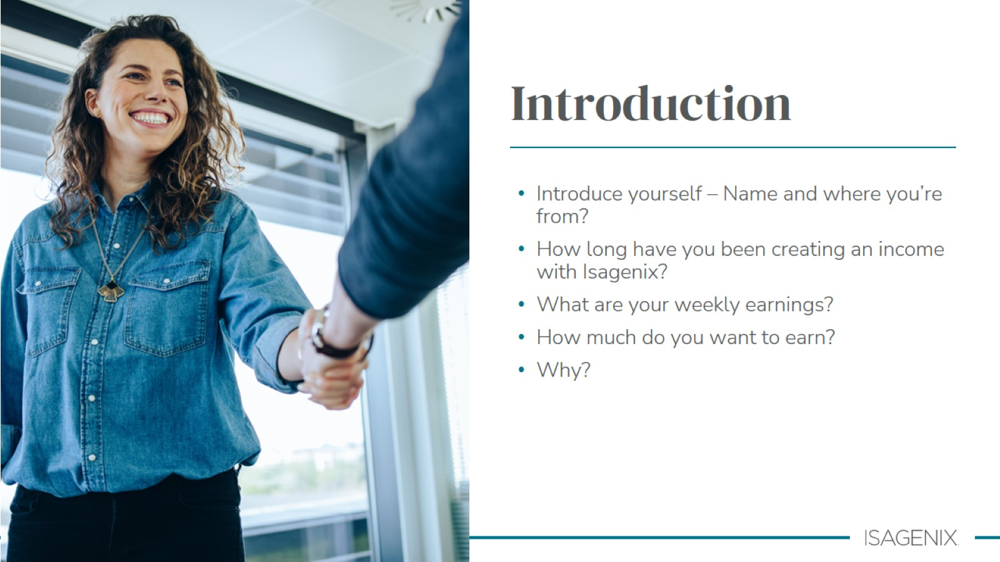 Introduction
• Introduce yourself – Name and where you’re
from?
• How long have you been creating an income
with Isagenix?
• What are your weekly earnings?
• How much do you want to earn?
• Why?
ISAGENIX